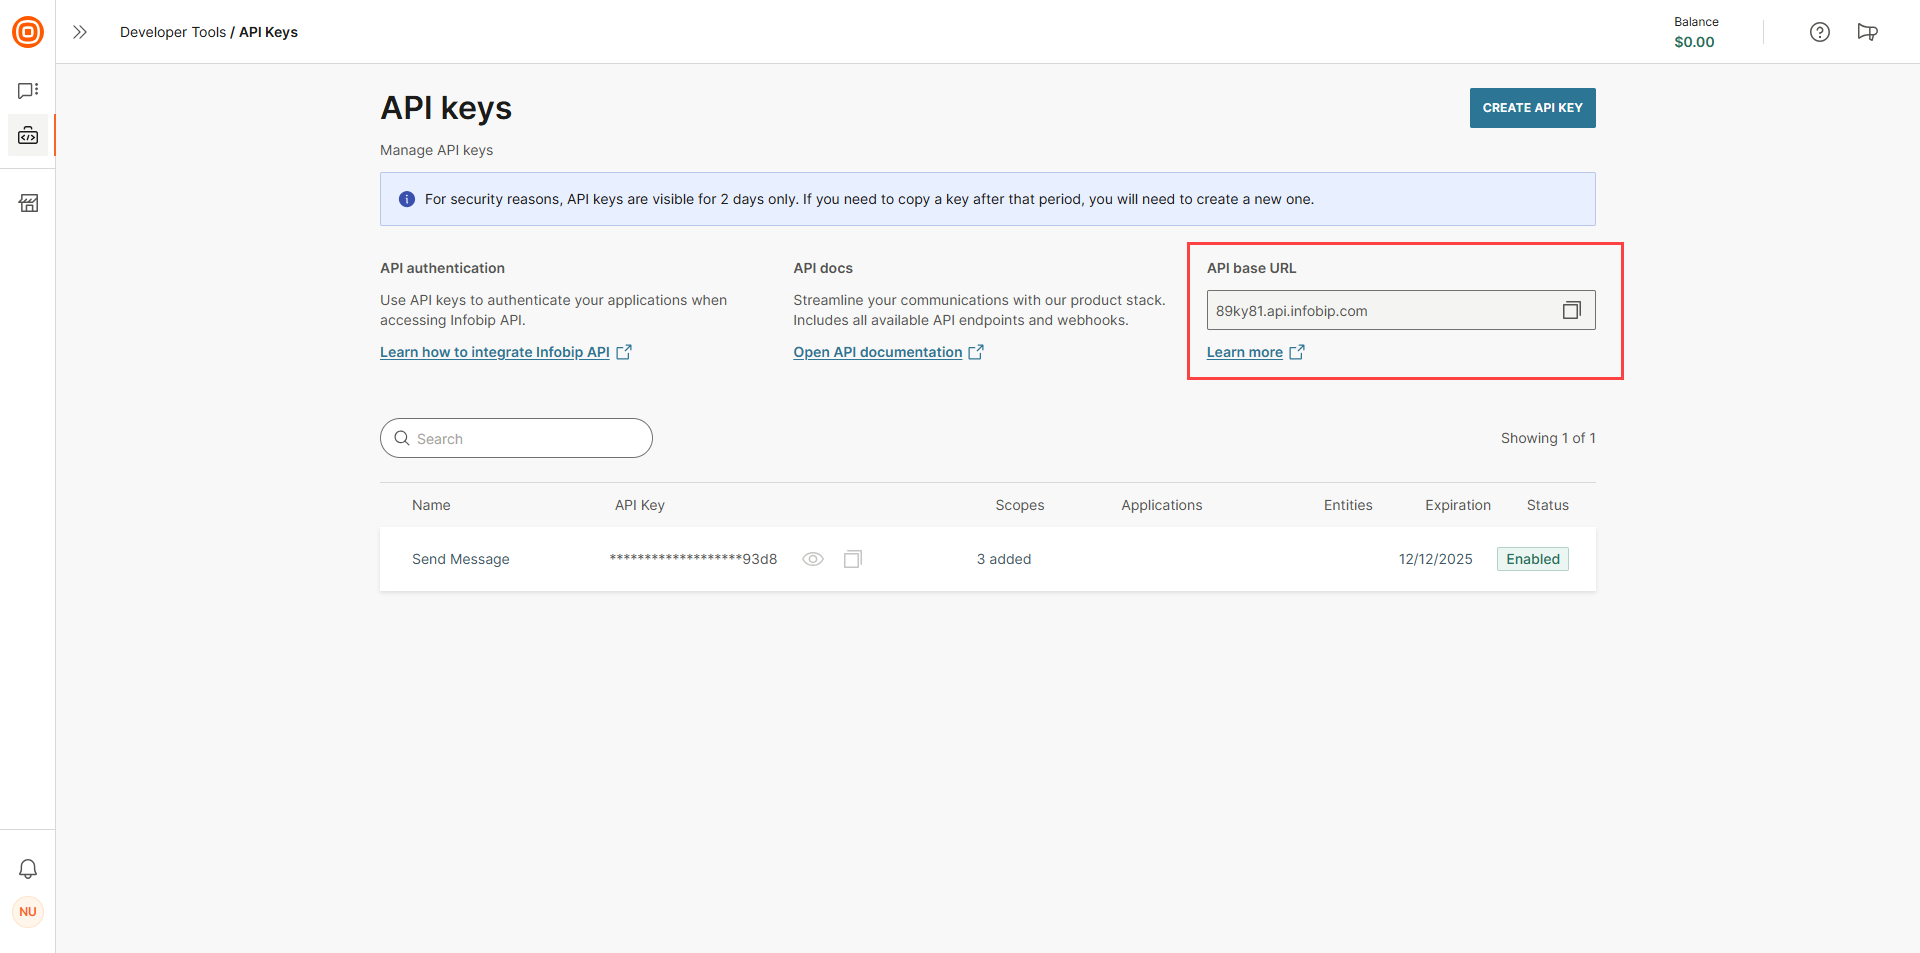 Developer Tools / API Keys
Balance
$0.00
API keys
CREATE API KEY
Manage API keys
For security reasons, API keys are visible for 2 days only. If you need to copy a key after that period, you will need to create a new one.
API authentication
Use API keys to authenticate your applications when
accessing Infobip API.
Learn how to integrate Infobip API
API docs
Streamline your communications with our product stack.
Includes all available API endpoints and webhooks.
Open API documentation
API base URL
89ky81.api.infobip.com
Learn more
Search
Showing 1 of 1
Name API Key Scopes Applications Entities Expiration Status
Send Message *******************93d8 3 added 12/12/2025 Enabled
NU